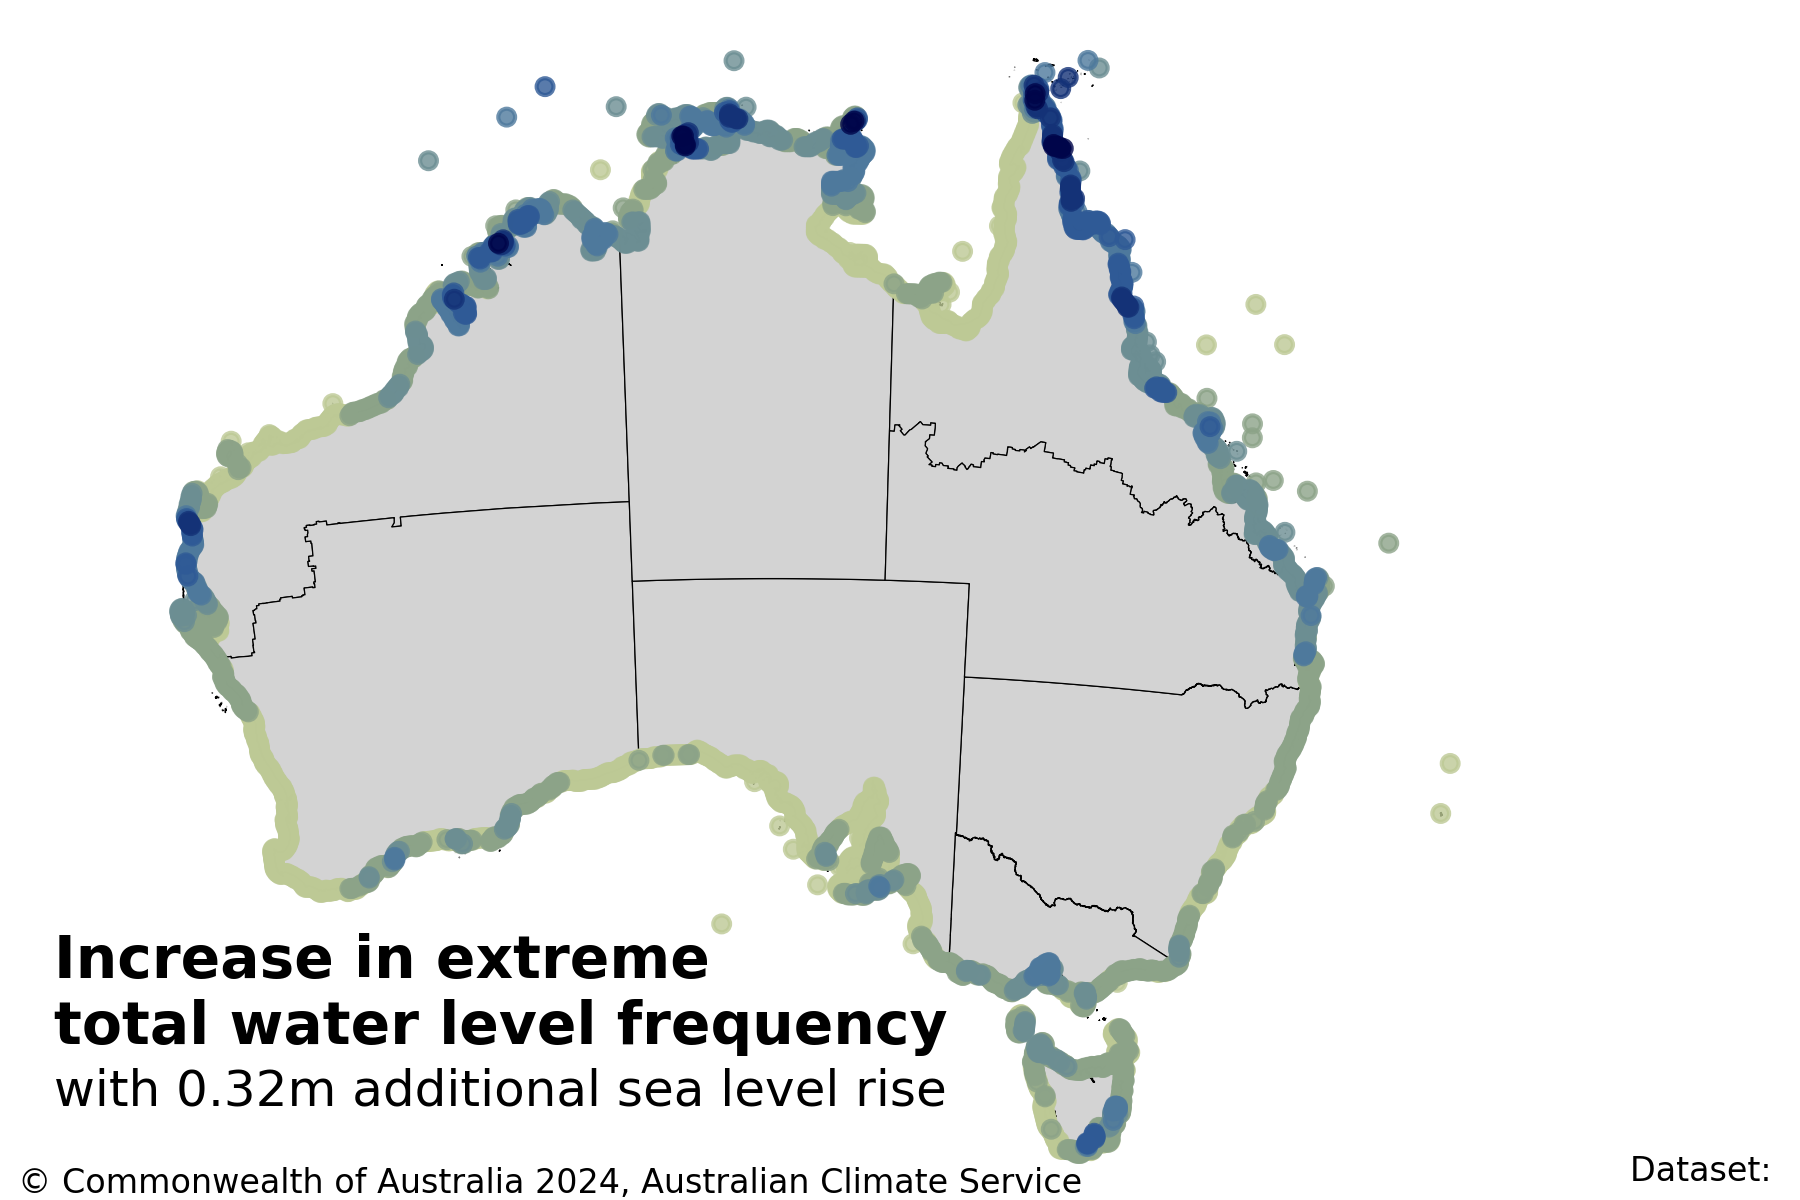 Increase in extreme
total water level frequency
with 0.32m additional sea level rise
© Commonwealth of Australia 2024, Australian Climate Service
Dataset: